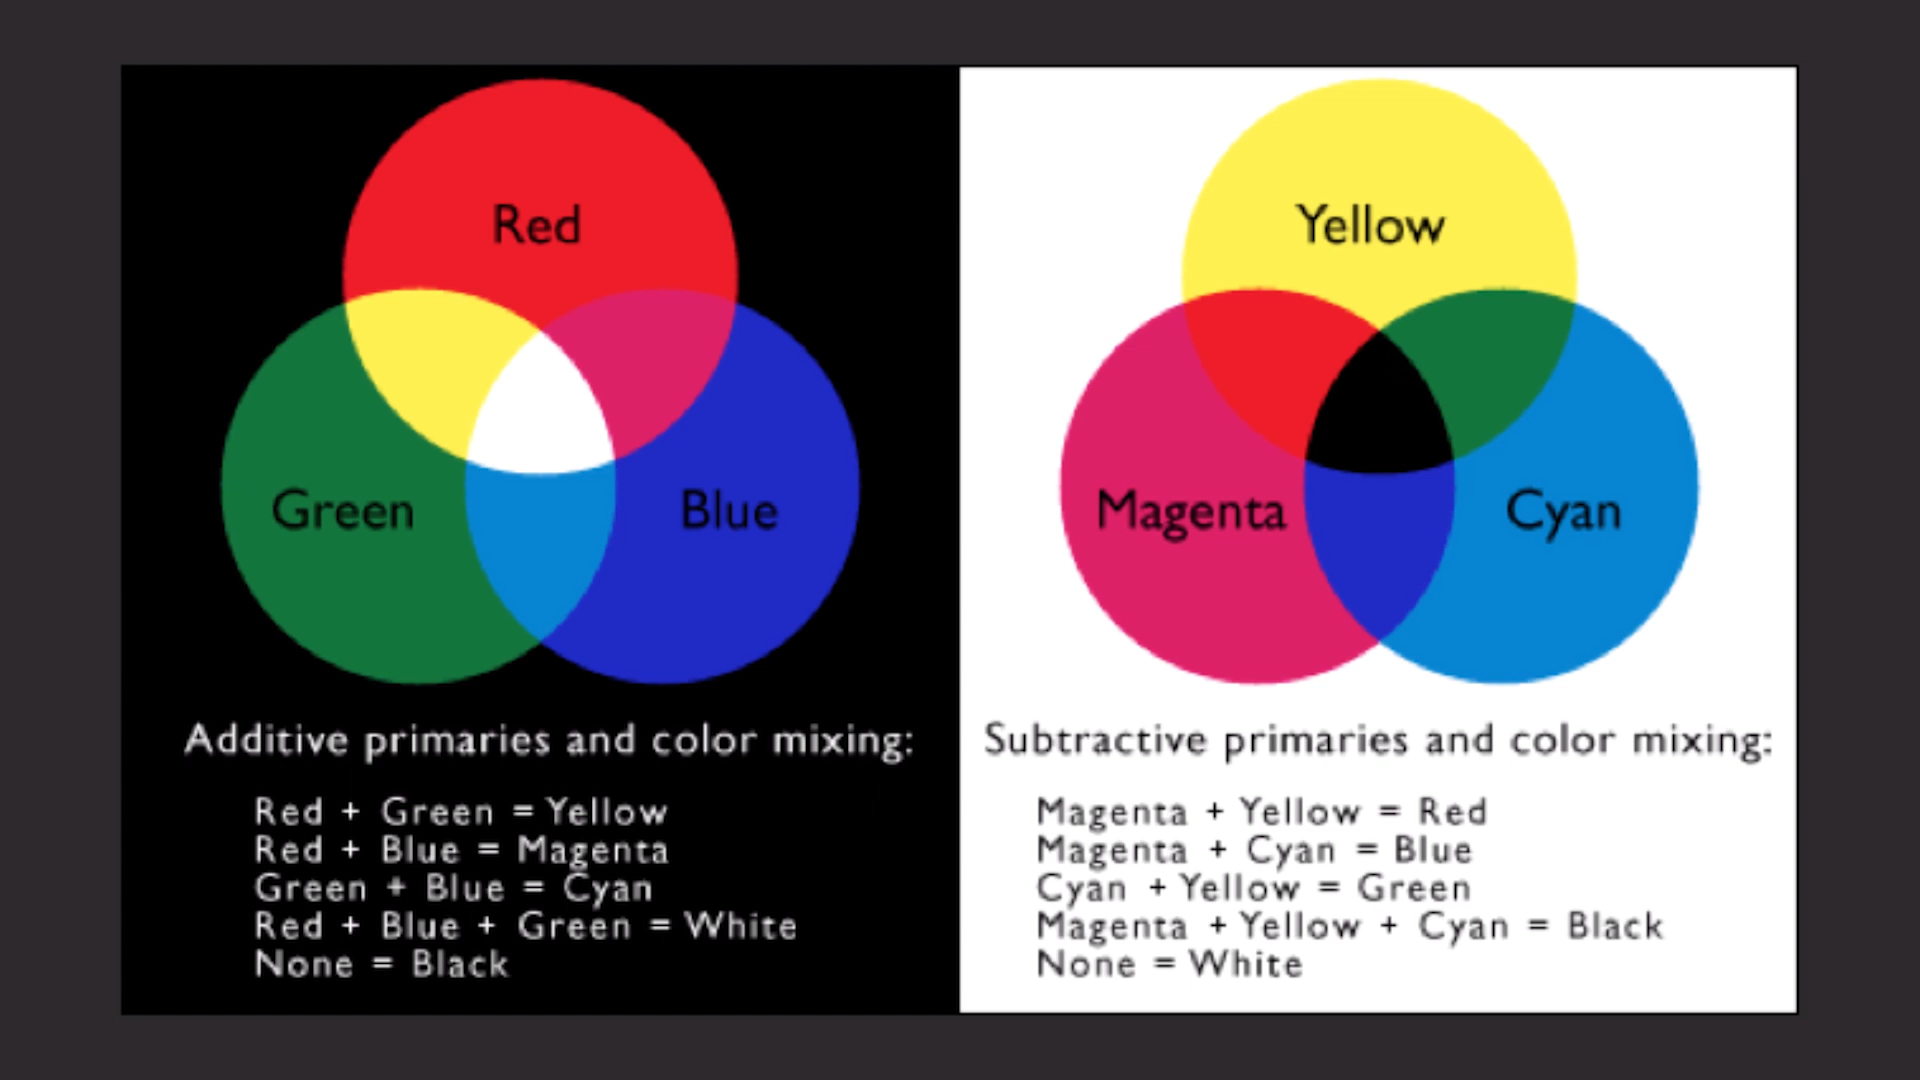 Red
Green
Blue
Additive primaries and color mixing:
Red + Green = Yellow
Red + Blue = Magenta
Green + Blue = Cyan
Red + Blue + Green = White
None = Black
Yellow
Magenta
Cyan
Subtractive primaries and color mixing:
Magenta + Yellow = Red
Magenta + Cyan = Blue
Cyan + Yellow = Green
Magenta + Yellow + Cyan = Black
None = White